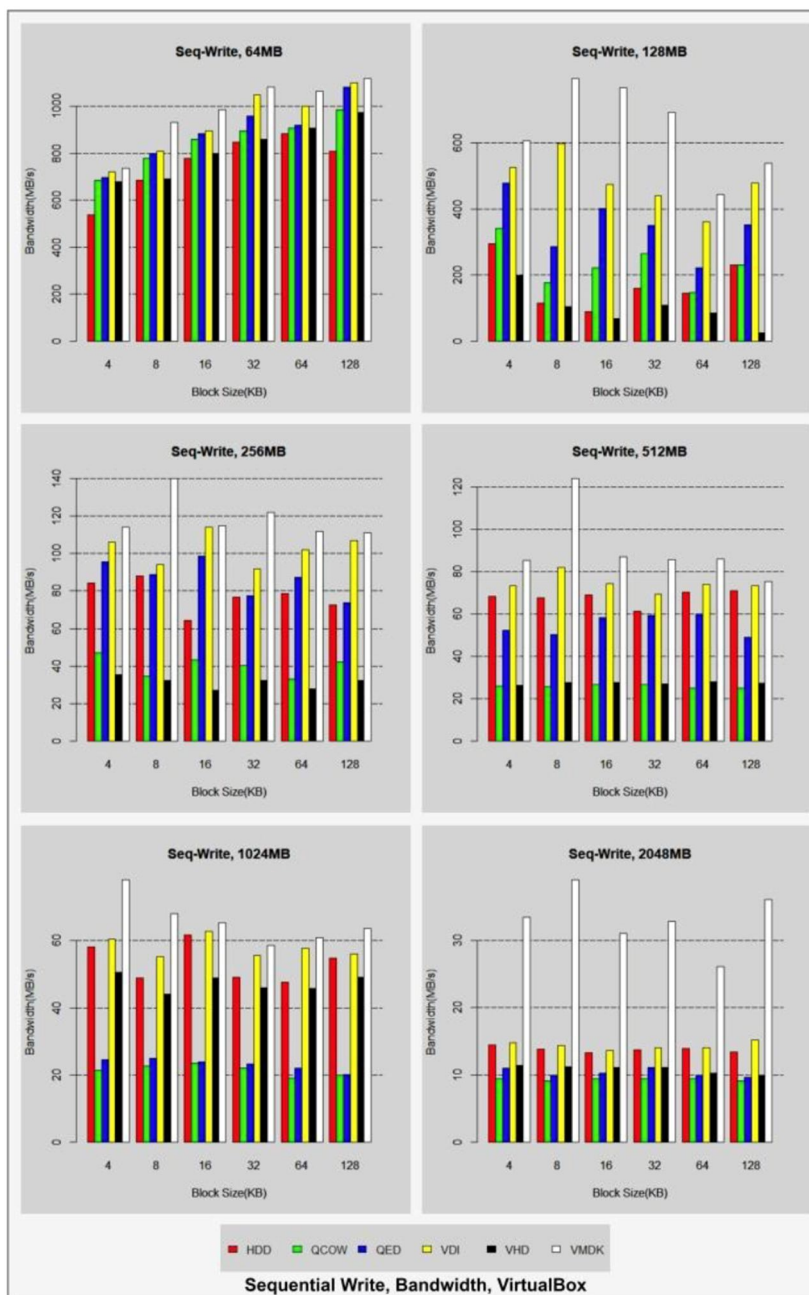 Seq-Write, 64MB
Bandwidth(MB/s)
0 200 400 600 800 1000
4 8 16 32 64 128
Block Size(KB)
Seq-Write, 128MB
Bandwidth(MB/s)
0 200 400 600
4 8 16 32 64 128
Block Size(KB)
Seq-Write, 256MB
Bandwidth(MB/s)
0 20 40 60 80 100 120 140
4 8 16 32 64 128
Block Size(KB)
Seq-Write, 512MB
Bandwidth(MB/s)
0 20 40 60 80 100 120
4 8 16 32 64 128
Block Size(KB)
Seq-Write, 1024MB
Bandwidth(MB/s)
0 20 40 60
4 8 16 32 64 128
Block Size(KB)
Seq-Write, 2048MB
Bandwidth(MB/s)
0 10 20 30
4 8 16 32 64 128
Block Size(KB)
HDD QCOW QED VDI VHD VMDK
Sequential Write, Bandwidth, VirtualBox